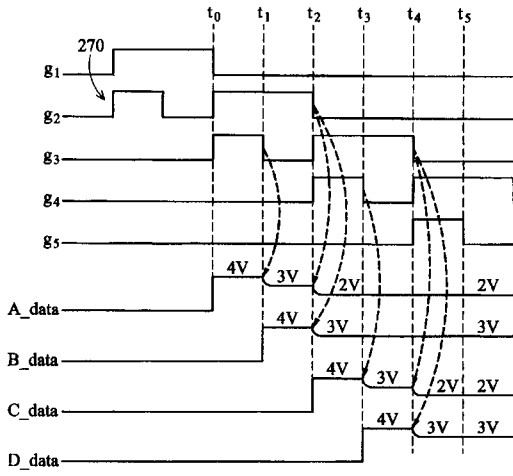 t0 t1 t2 t3 t4 t5
270
g1
g2
g3
g4
g5
4V 3V 2V 2V
A_data
4V 3V 3V
B_data
4V 3V 2V 2V
C_data
4V 3V 3V
D_data